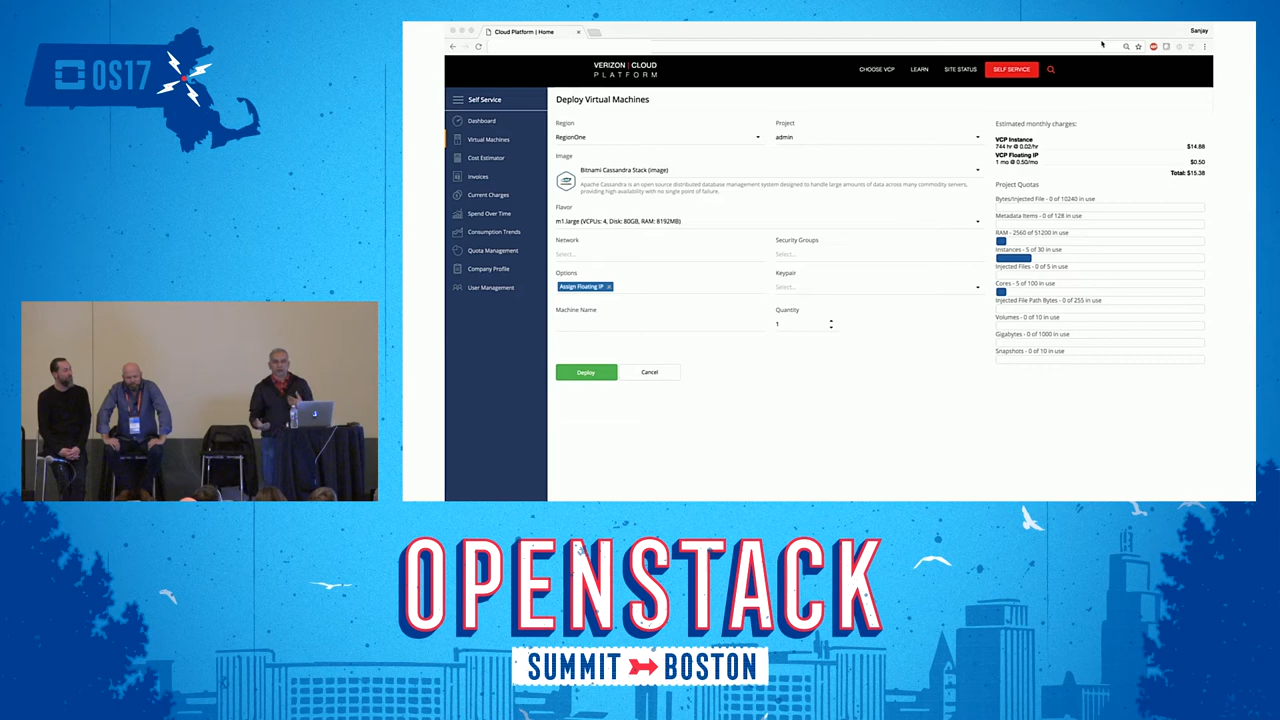 OS17
Cloud Platform | Home
Sanjay
VERIZON | CLOUD
PLATFORM
CHOOSE VCP
LEARN
SITE STATUS
SELF SERVICE
Self Service
Dashboard
Virtual Machines
Cost Estimator
Invoices
Current Charges
Spend Over Time
Consumption Trends
Quota Management
Company Profile
User Management
Deploy Virtual Machines
Region
RegionOne
Project
admin
Image
Bitnami Cassandra Stack (image)
Apache Cassandra is an open source distributed database management system designed to handle large amounts of data across many commodity servers,
providing high availability with no single point of failure.
Flavor
m1.large (VCPUs: 4, Disk: 80GB, RAM: 8192MB)
Network
Select...
Security Groups
Select...
Options
Assign Floating IP x
Keypair
Select...
Machine Name
Quantity
1
Deploy
Cancel
Estimated monthly charges:
VCP Instance
744 hr @ 0.02/hr $14.88
VCP Floating IP
1 mo @ 0.50/mo $0.50
Total: $15.38
Project Quotas
Bytes/Injected File - 0 of 10240 in use
Metadata Items - 0 of 128 in use
RAM - 2560 of 51200 in use
Instances - 5 of 30 in use
Injected Files - 0 of 5 in use
Cores - 5 of 100 in use
Injected File Path Bytes - 0 of 255 in use
Volumes - 0 of 10 in use
Gigabytes - 0 of 1000 in use
Snapshots - 0 of 10 in use
OPENSTACK
SUMMIT BOSTON